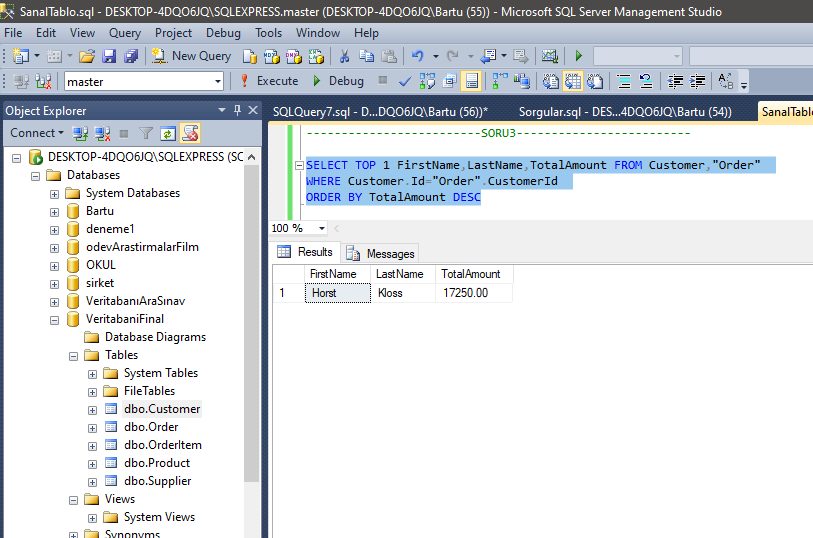 SanalTablo.sql - DESKTOP-4DQO6JQ\SQLEXPRESS.master (DESKTOP-4DQO6JQ\Bartu (55)) - Microsoft SQL Server Management Studio
File Edit View Query Project Debug Tools Window Help
New Query
master Execute Debug
Object Explorer
Connect
DESKTOP-4DQO6JQ\SQLEXPRESS (SC
Databases
System Databases
Bartu
deneme1
odevArastirmalarFilm
OKUL
sirket
VeritabanıAraSınav
VeritabaniFinal
Database Diagrams
Tables
System Tables
FileTables
dbo.Customer
dbo.Order
dbo.OrderItem
dbo.Product
dbo.Supplier
Views
System Views
Synonyms
SQLQuery7.sql - D...DQO6JQ\Bartu (56))* Sorgular.sql - DES...4DQO6JQ\Bartu (54)) SanalTabl
-------------------------SORU3-------------------------
SELECT TOP 1 FirstName,LastName,TotalAmount FROM Customer,"Order"
WHERE Customer.Id="Order".CustomerId
ORDER BY TotalAmount DESC
100 %
Results Messages
FirstName LastName TotalAmount
1 Horst Kloss 17250.00